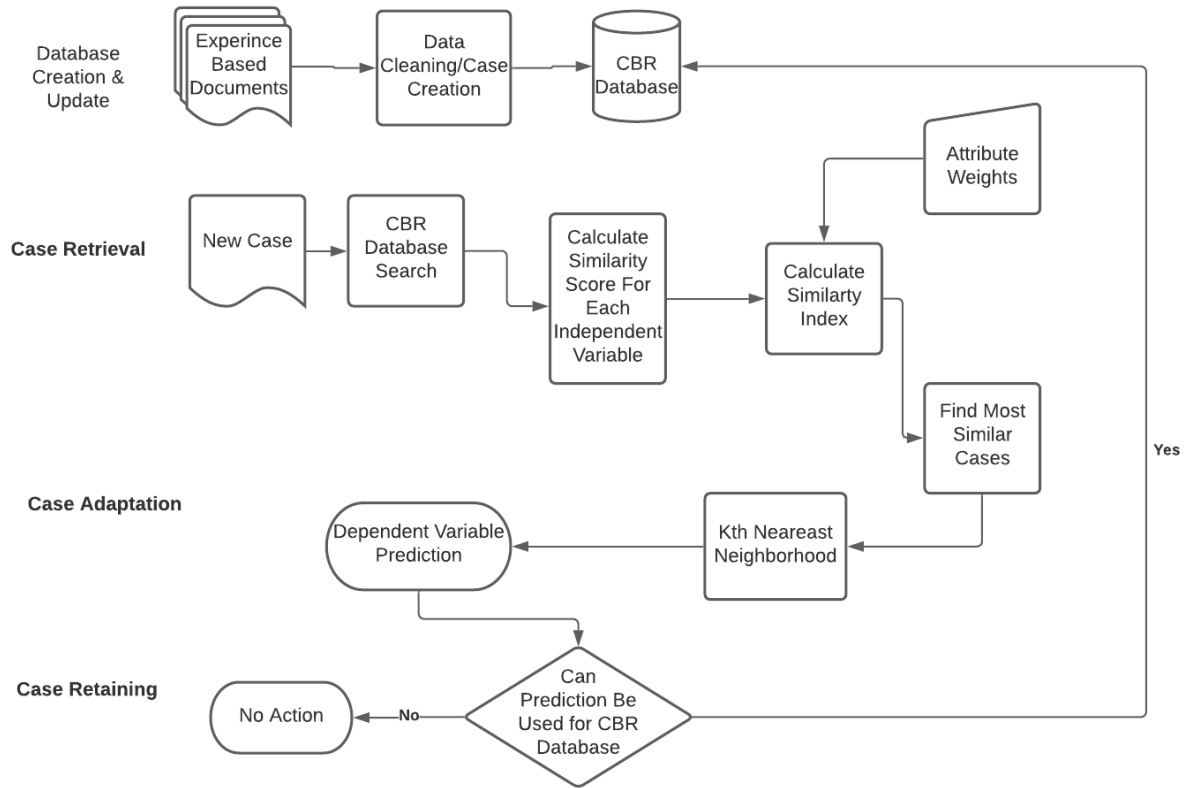 Database
Creation &
Update
Experince
Based
Documents
Data
Cleaning/Case
Creation
CBR
Database
Attribute
Weights
Case Retrieval
New Case
CBR
Database
Search
Calculate
Similarity
Score For
Each
Independent
Variable
Calculate
Similarty
Index
Find Most
Similar
Cases
Yes
Case Adaptation
Dependent Variable
Prediction
Kth Neareast
Neighborhood
Case Retaining
No Action
No
Can
Prediction Be
Used for CBR
Database